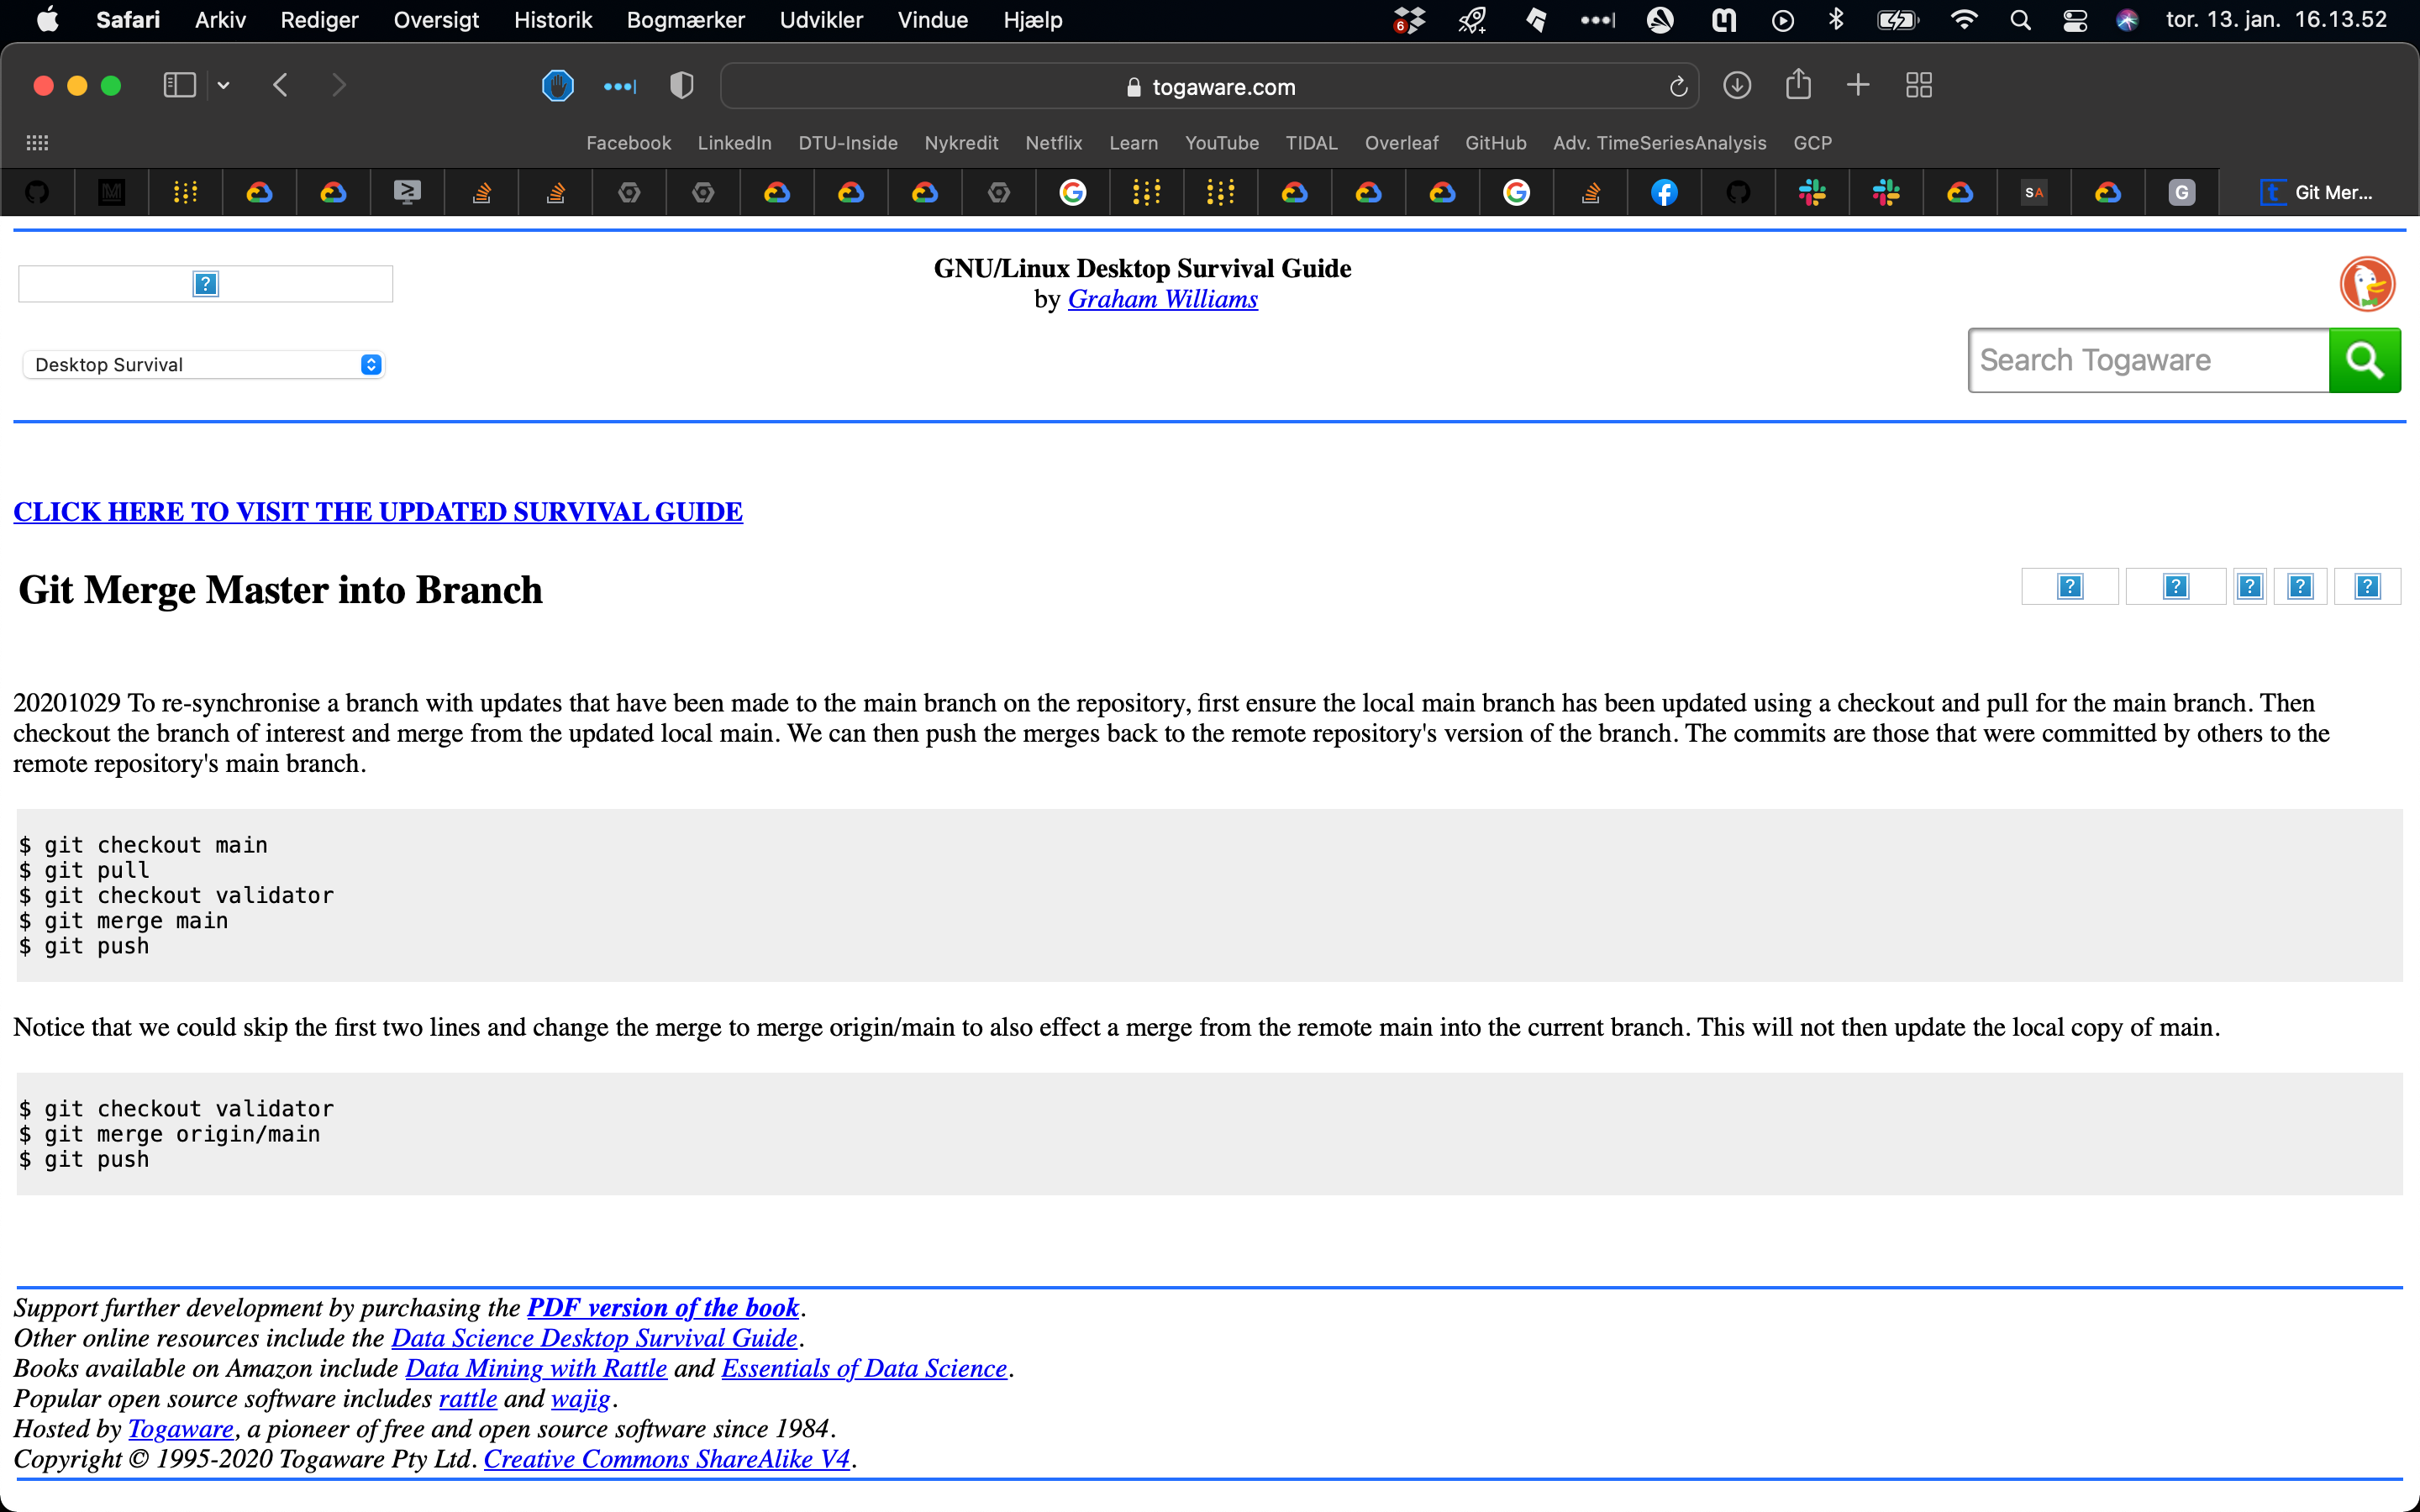 Safari Arkiv Rediger Oversigt Historik Bogmærker Udvikler Vindue Hjælp 6 tor. 13. jan. 16.13.52
togaware.com
Facebook LinkedIn DTU-Inside Nykredit Netflix Learn YouTube TIDAL Overleaf GitHub Adv. TimeSeriesAnalysis GCP
SA G t Git Mer...
GNU/Linux Desktop Survival Guide
by Graham Williams
Desktop Survival
Search Togaware
CLICK HERE TO VISIT THE UPDATED SURVIVAL GUIDE
Git Merge Master into Branch
20201029 To re-synchronise a branch with updates that have been made to the main branch on the repository, first ensure the local main branch has been updated using a checkout and pull for the main branch. Then
checkout the branch of interest and merge from the updated local main. We can then push the merges back to the remote repository's version of the branch. The commits are those that were committed by others to the
remote repository's main branch.
$ git checkout main
$ git pull
$ git checkout validator
$ git merge main
$ git push
Notice that we could skip the first two lines and change the merge to merge origin/main to also effect a merge from the remote main into the current branch. This will not then update the local copy of main.
$ git checkout validator
$ git merge origin/main
$ git push
Support further development by purchasing the PDF version of the book.
Other online resources include the Data Science Desktop Survival Guide.
Books available on Amazon include Data Mining with Rattle and Essentials of Data Science.
Popular open source software includes rattle and wajig.
Hosted by Togaware, a pioneer of free and open source software since 1984.
Copyright © 1995-2020 Togaware Pty Ltd. Creative Commons ShareAlike V4.